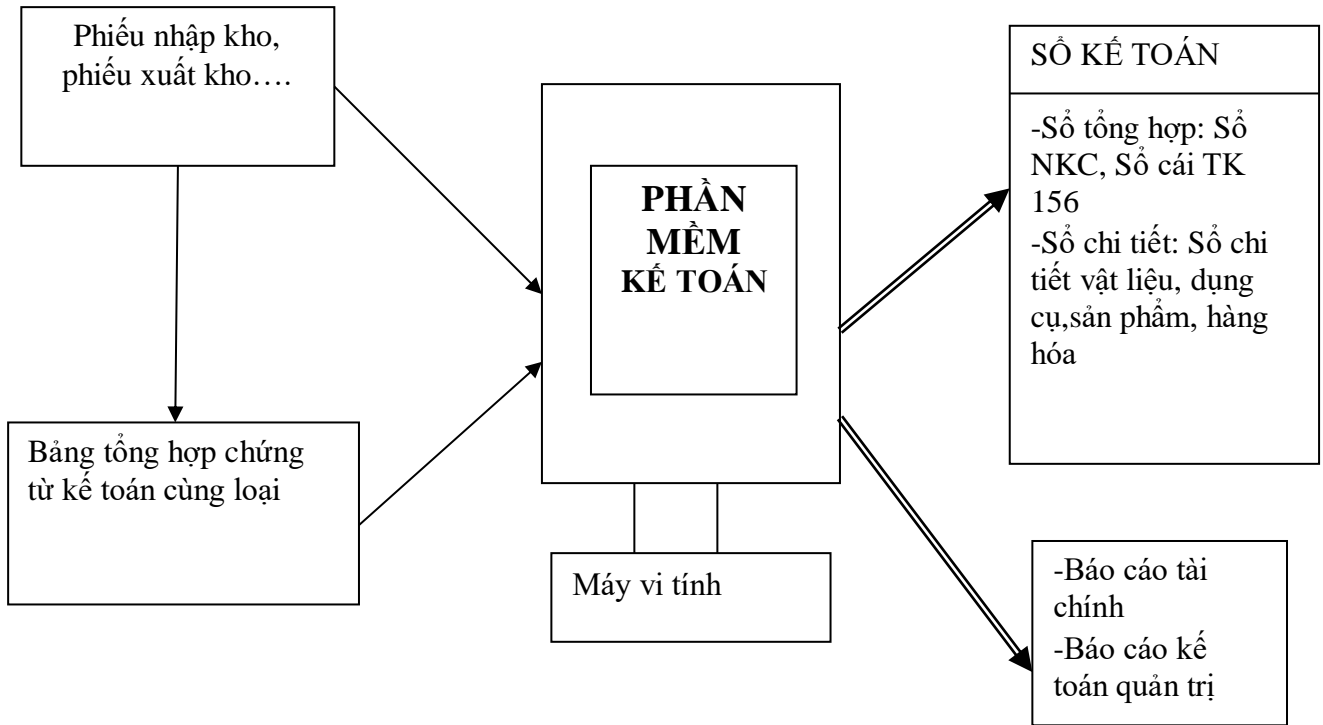 Phiếu nhập kho,
phiếu xuất kho….
Bảng tổng hợp chứng
từ kế toán cùng loại
PHẦN
MỀM
KẾ TOÁN
Máy vi tính
SỔ KẾ TOÁN
-Sổ tổng hợp: Sổ
NKC, Sổ cái TK
156
-Sổ chi tiết: Sổ chi
tiết vật liệu, dụng
cụ,sản phẩm, hàng
hóa
-Báo cáo tài
chính
-Báo cáo kế
toán quản trị